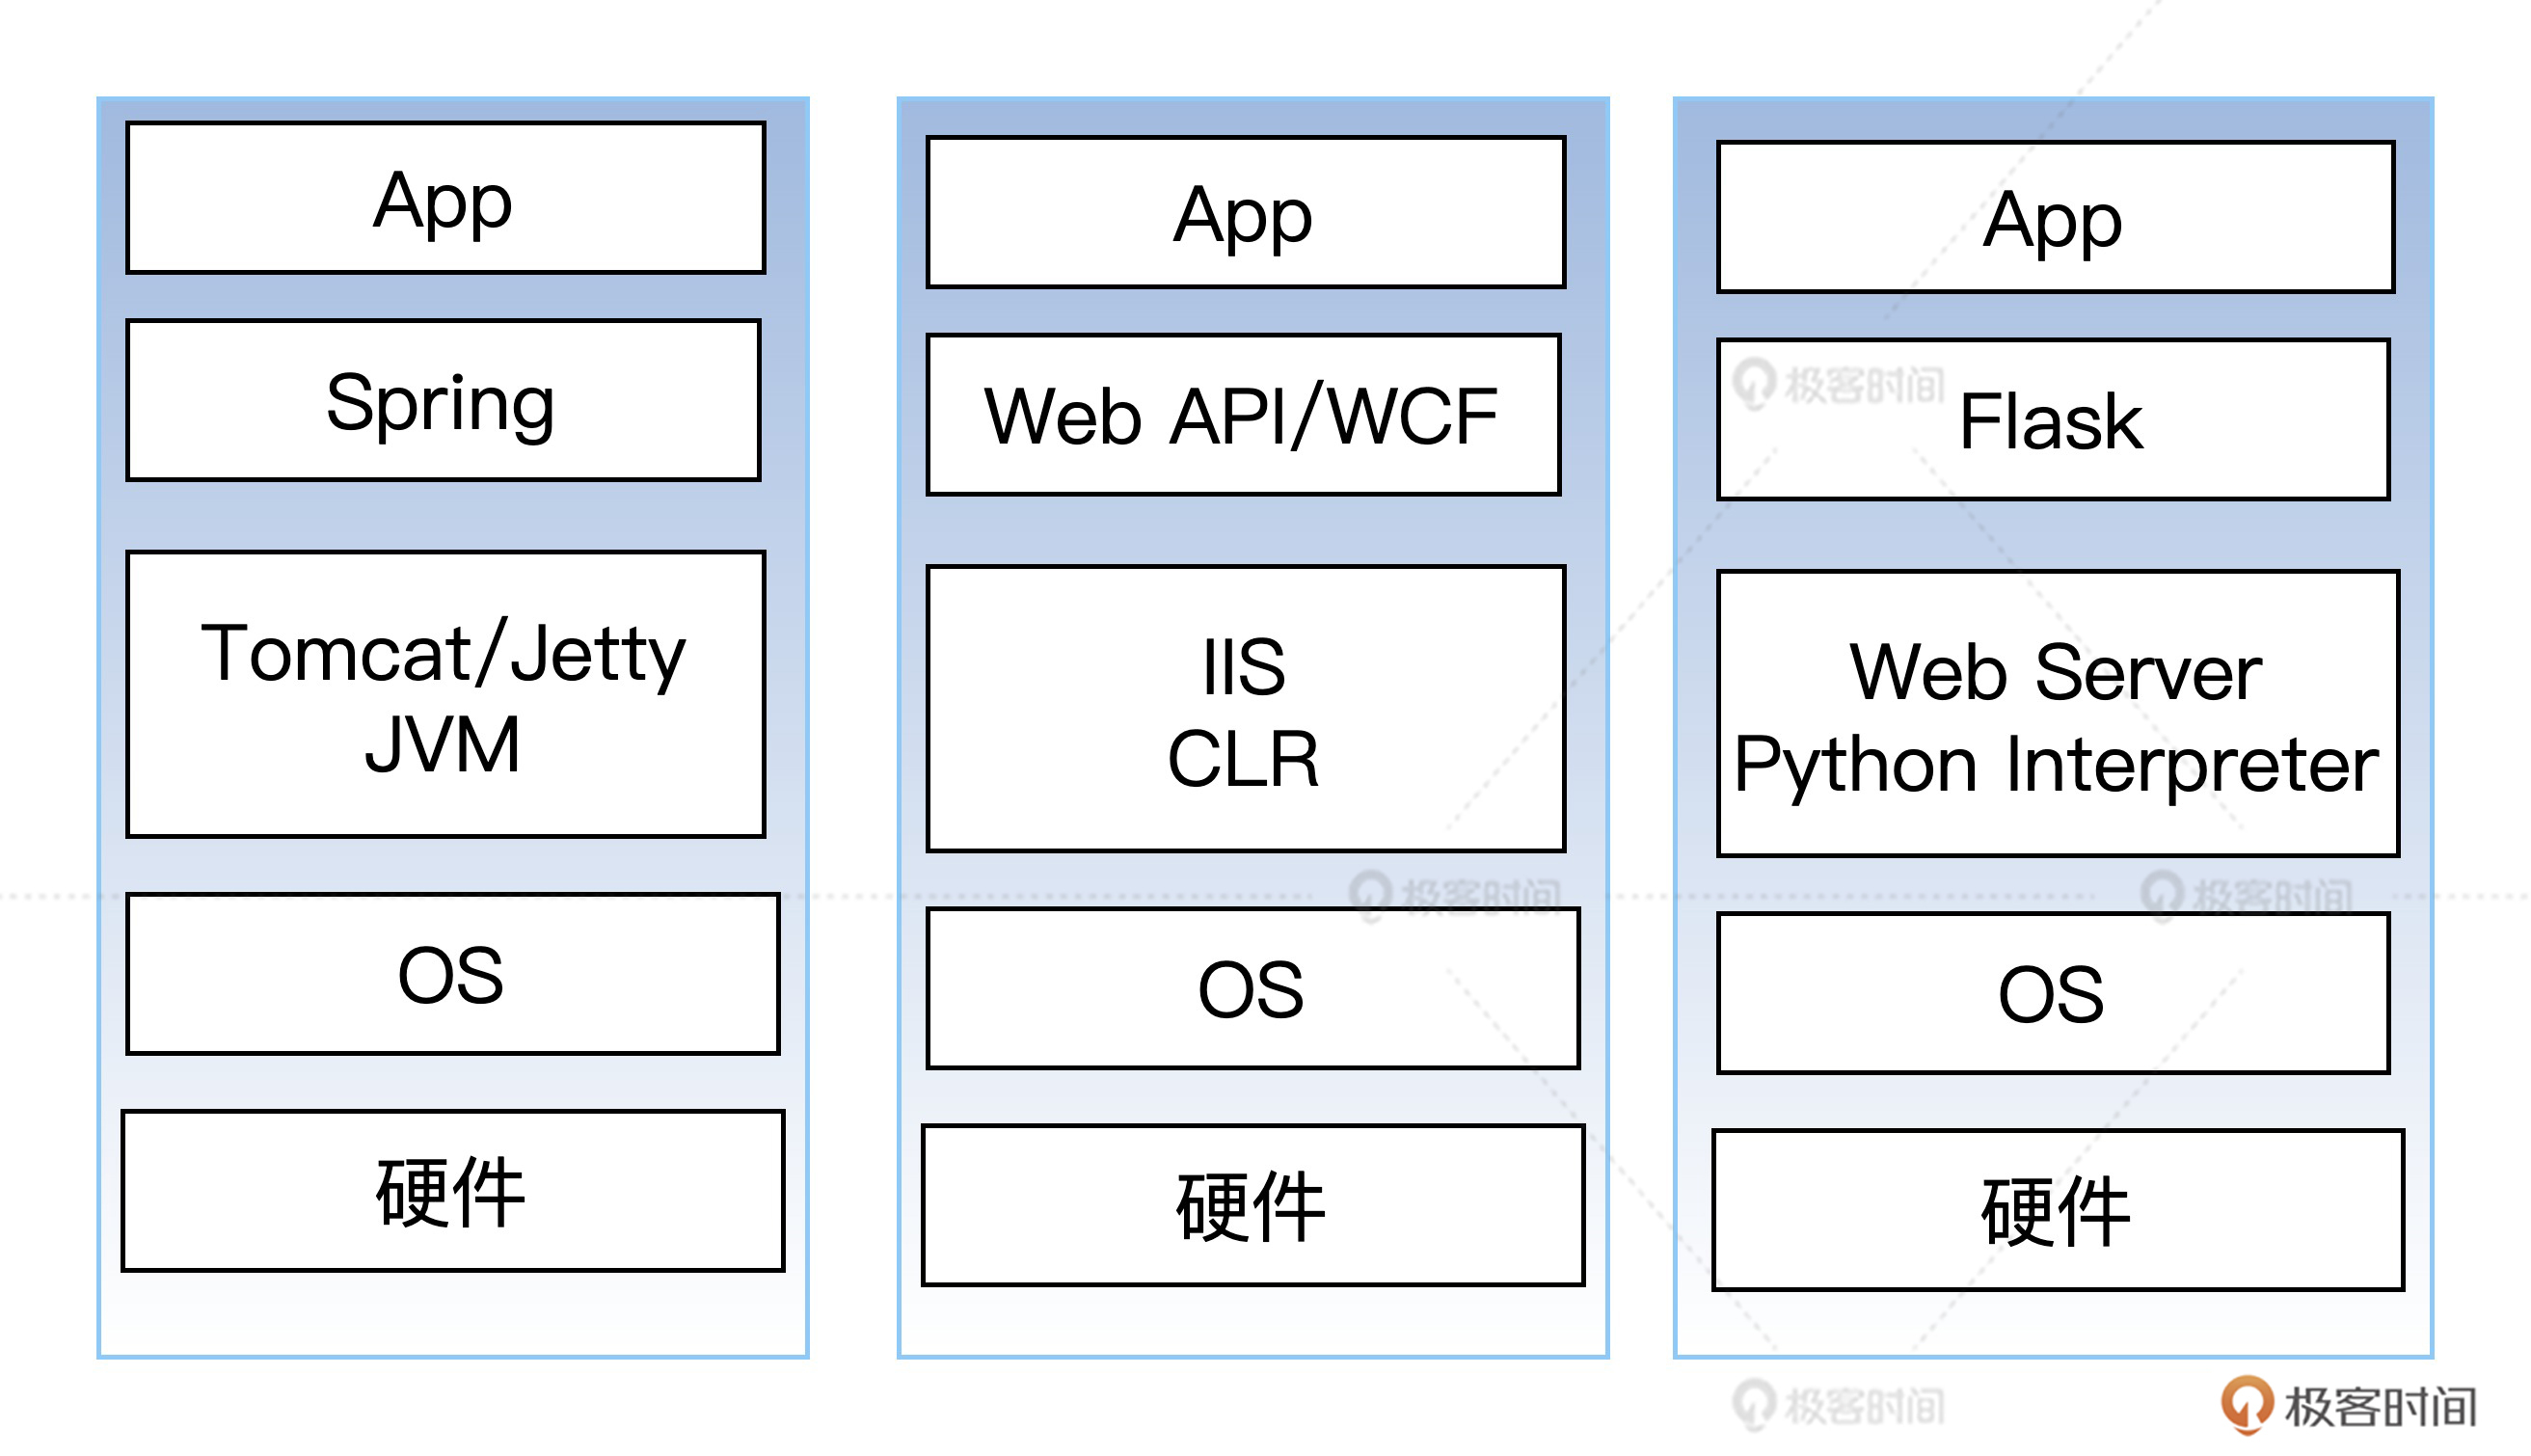 App
Spring
Tomcat/Jetty
JVM
OS
硬件
App
Web API/WCF
IIS
CLR
OS
硬件
App
Flask
Web Server
Python Interpreter
OS
硬件
极客时间
极客时间
极客时间
极客时间
极客时间